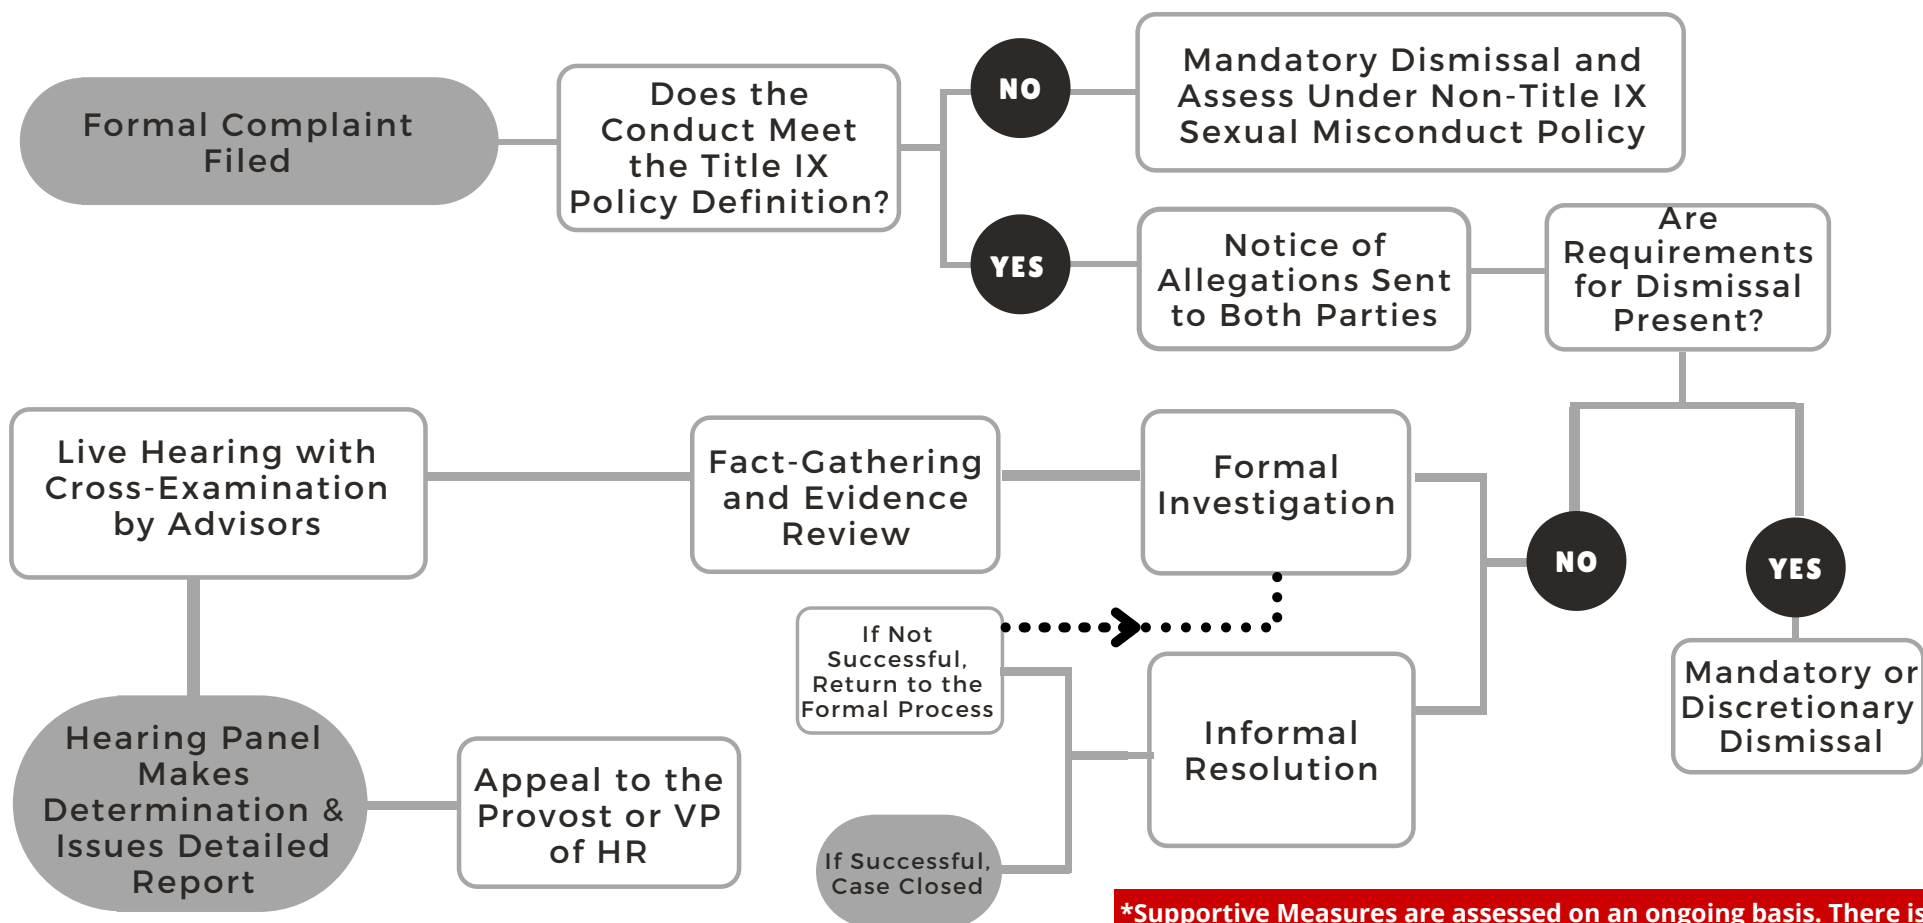 Formal Complaint
Filed
Does the
Conduct Meet
the Title IX
Policy Definition?
NO
Mandatory Dismissal and
Assess Under Non-Title IX
Sexual Misconduct Policy
YES
Notice of
Allegations Sent
to Both Parties
Are
Requirements
for Dismissal
Present?
NO
YES
Mandatory or
Discretionary
Dismissal
Formal
Investigation
Fact-Gathering
and Evidence
Review
Live Hearing with
Cross-Examination
by Advisors
Hearing Panel
Makes
Determination &
Issues Detailed
Report
Appeal to the
Provost or VP
of HR
Informal
Resolution
If Not
Successful,
Return to the
Formal Process
If Successful,
Case Closed
*Supportive Measures are assessed on an ongoing basis. There is